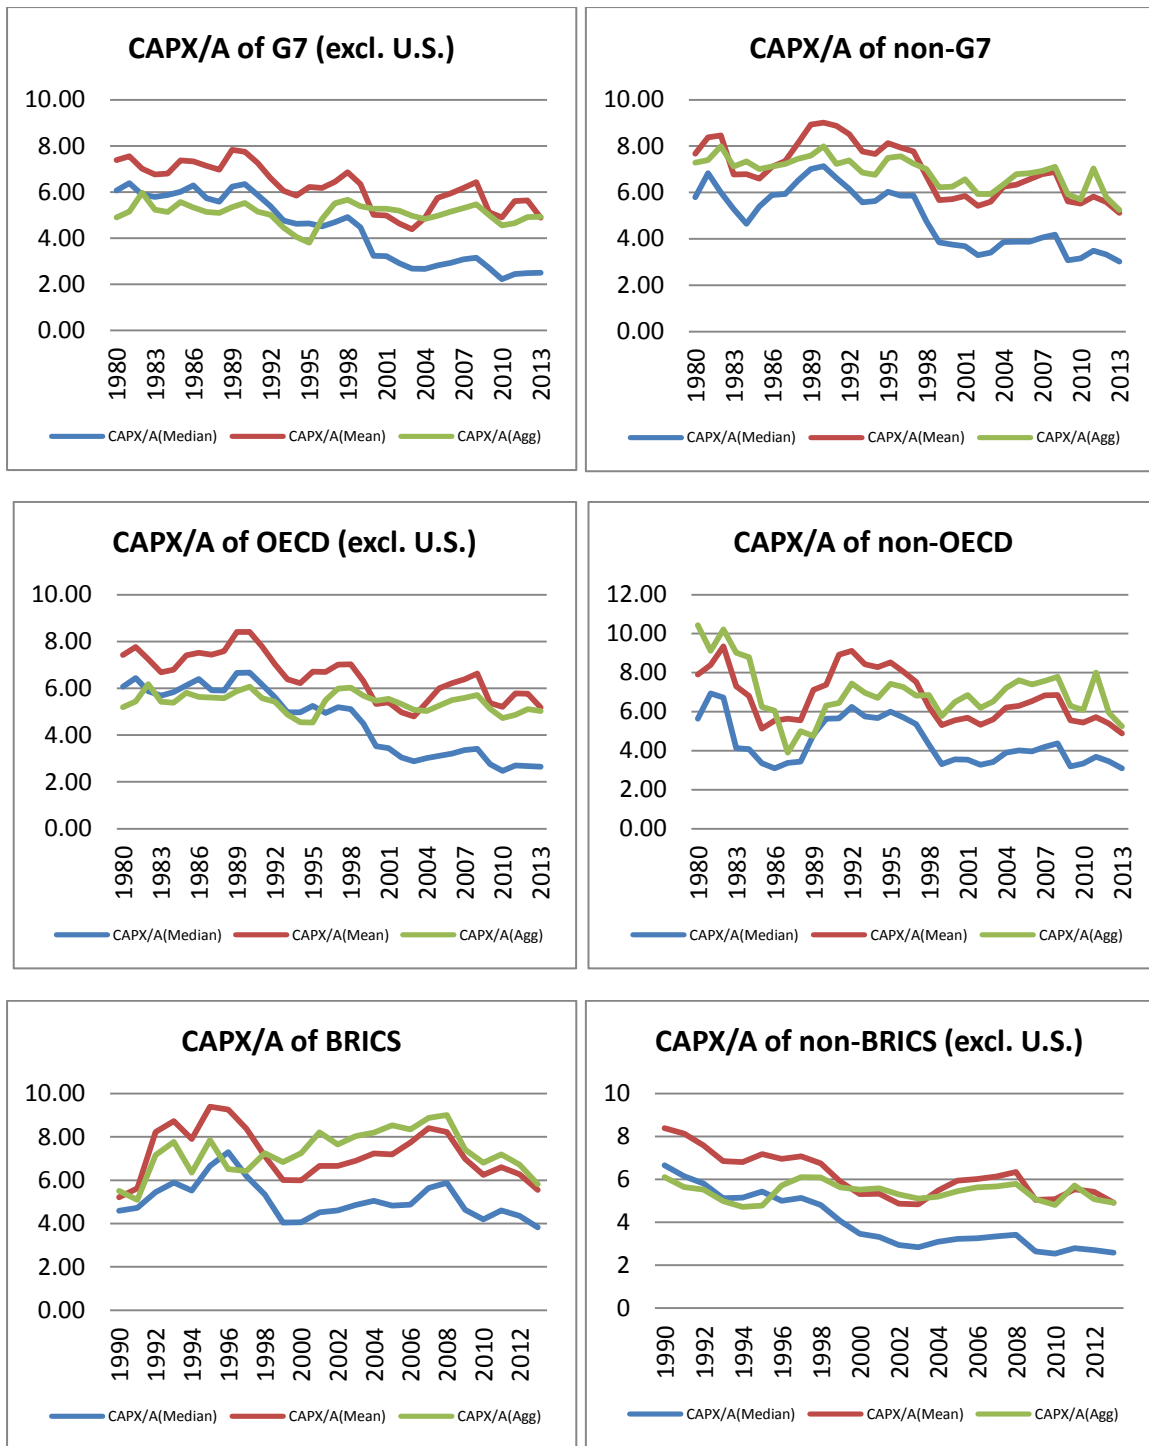 CAPX/A of G7 (excl. U.S.)
10.00
8.00
6.00
4.00
2.00
0.00
1980 1983 1986 1989 1992 1995 1998 2001 2004 2007 2010 2013
CAPX/A(Median) CAPX/A(Mean) CAPX/A(Agg)
CAPX/A of non-G7
10.00
8.00
6.00
4.00
2.00
0.00
1980 1983 1986 1989 1992 1995 1998 2001 2004 2007 2010 2013
CAPX/A(Median) CAPX/A(Mean) CAPX/A(Agg)
CAPX/A of OECD (excl. U.S.)
10.00
8.00
6.00
4.00
2.00
0.00
1980 1983 1986 1989 1992 1995 1998 2001 2004 2007 2010 2013
CAPX/A(Median) CAPX/A(Mean) CAPX/A(Agg)
CAPX/A of non-OECD
12.00
10.00
8.00
6.00
4.00
2.00
0.00
1980 1983 1986 1989 1992 1995 1998 2001 2004 2007 2010 2013
CAPX/A(Median) CAPX/A(Mean) CAPX/A(Agg)
CAPX/A of BRICS
10.00
8.00
6.00
4.00
2.00
0.00
1990 1992 1994 1996 1998 2000 2002 2004 2006 2008 2010 2012
CAPX/A(Median) CAPX/A(Mean) CAPX/A(Agg)
CAPX/A of non-BRICS (excl. U.S.)
10
8
6
4
2
0
1990 1992 1994 1996 1998 2000 2002 2004 2006 2008 2010 2012
CAPX/A(Median) CAPX/A(Mean) CAPX/A(Agg)